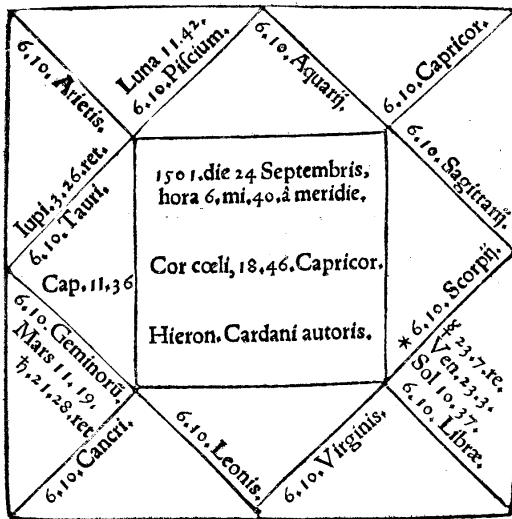 6.10. Arietis.
Luna 11.42.
6.10. Piſcium.
6.10. Aquarij.
6.10. Capricor.
6.10. Sagittarij.
Iupi. 3.26. ret.
6.10. Tauri.
Cap. 11.36
1501. die 24 Septembris,
hora 6. mi. 40. â meridie.
Cor cœli, 18.46. Capricor.
Hieron. Cardani autoris.
* 6.10. Scorpij.
23.7. re.
Ven. 23.3.
Sol 10.37.
6.10. Libræ.
6.10. Geminorũ.
Mars 11.19.
♄. 21.28. ret
6.10. Cancri.
6.10. Leonis.
6.10. Virginis.